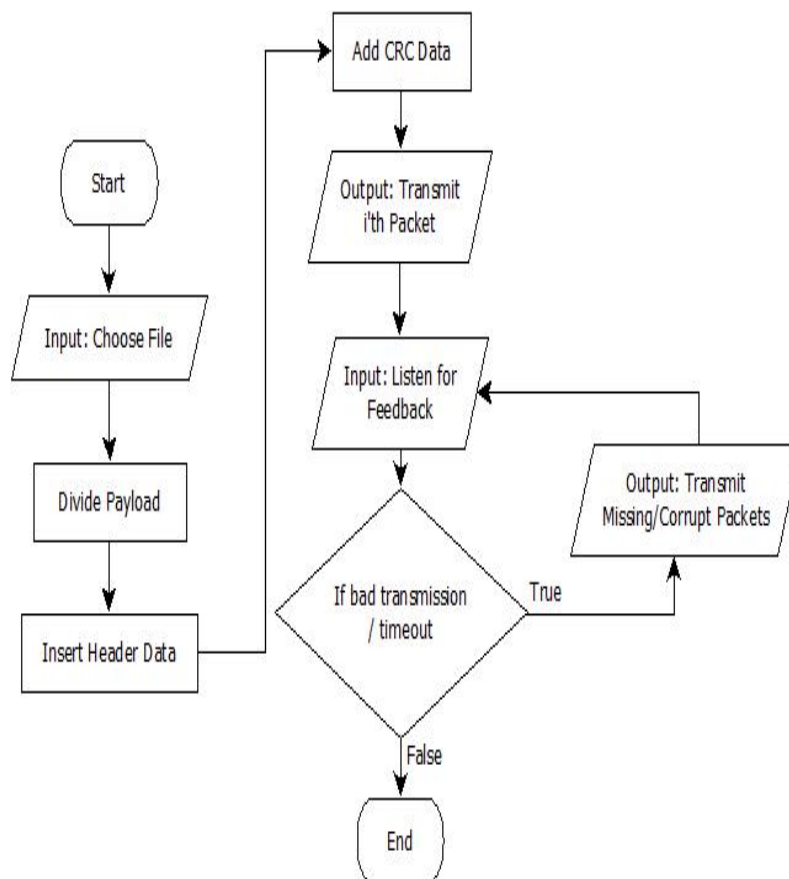 Start
Input: Choose File
Divide Payload
Insert Header Data
Add CRC Data
Output: Transmit
i'th Packet
Input: Listen for
Feedback
If bad transmission
/ timeout
True
Output: Transmit
Missing/Corrupt Packets
False
End